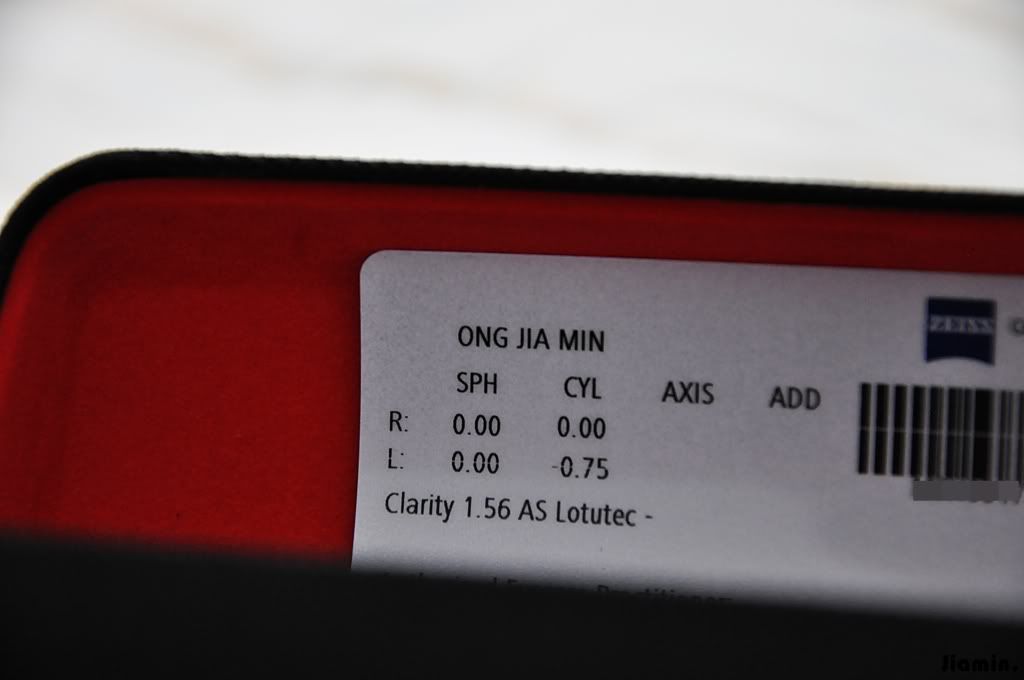 ZEISS
ONG JIA MIN
SPH CYL AXIS ADD
R: 0.00 0.00
L: 0.00 -0.75
Clarity 1.56 AS Lotutec -
Jiamin.